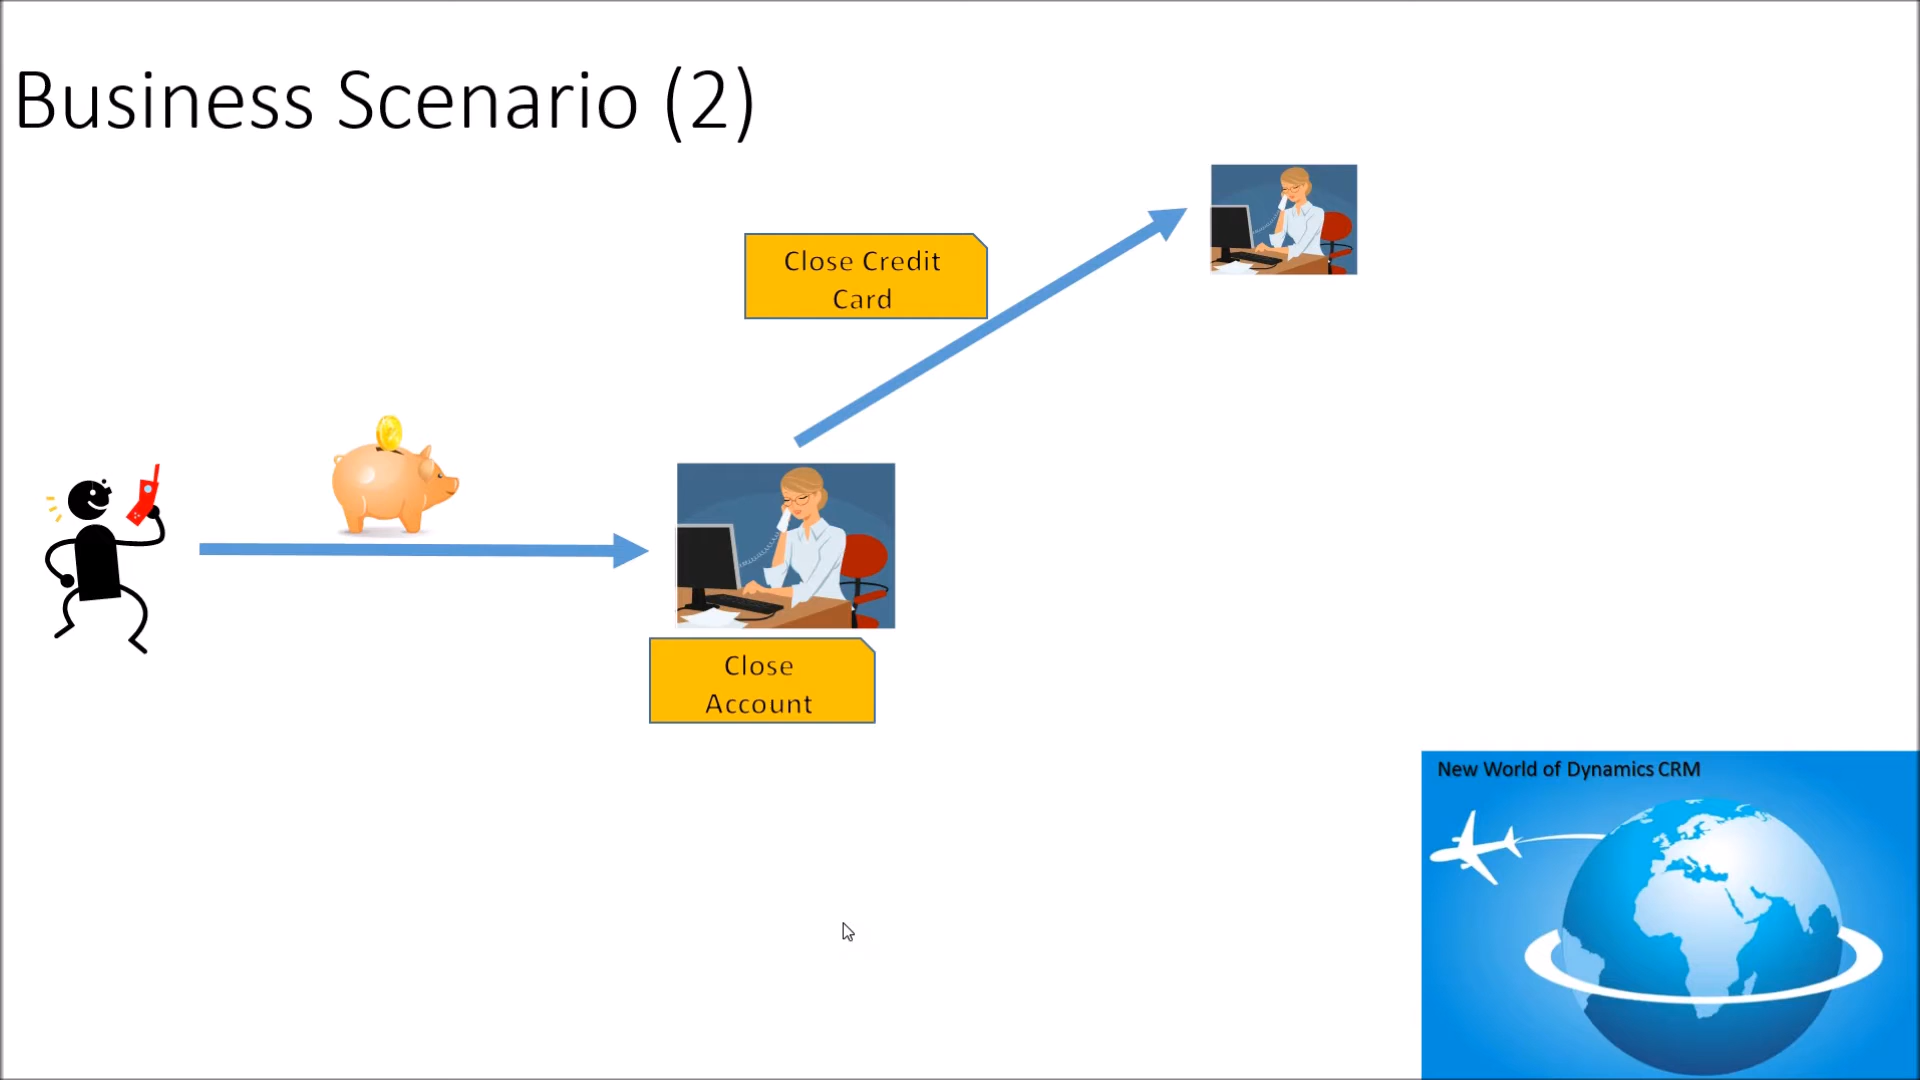 Business Scenario (2)
Close Credit
Card
Close
Account
New World of Dynamics CRM